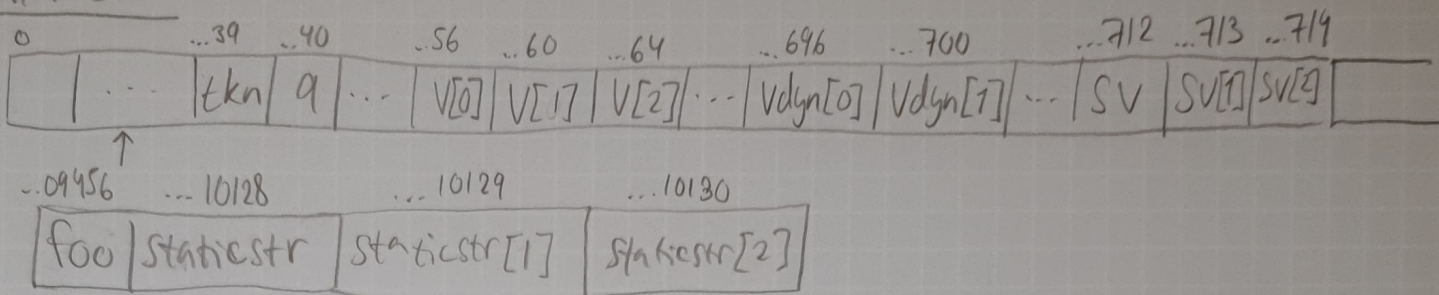 0 ...39 ..40 ..56 ..60 ...64 ...696 ...700 ...712 ...713 ...714
... tkn a ... V[0] V[1] V[2] ... Vdyn[0] Vdyn[1] ... SV SV[1] SV[2]
...09456 ...10128 ...10129 ...10130
foo staticstr staticstr[1] staticstr[2]